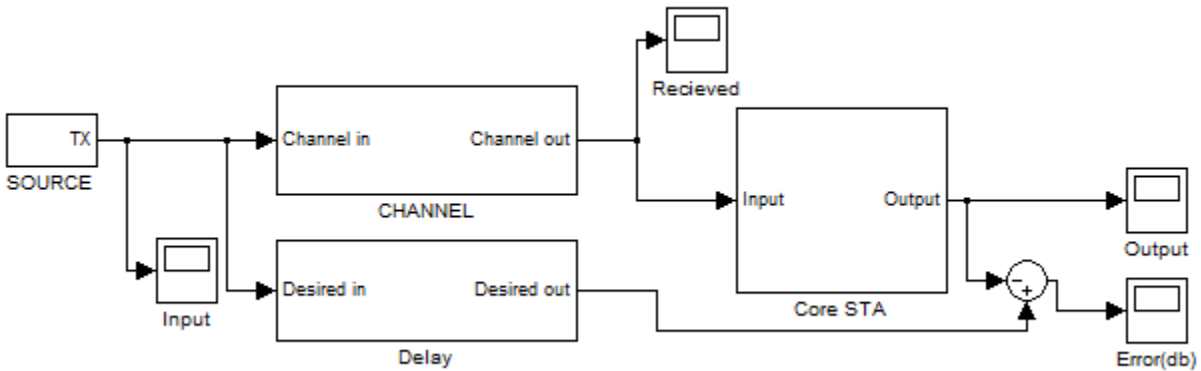 Recieved
TX
SOURCE
Channel in
Channel out
CHANNEL
Input
Output
Core STA
Output
Input
Desired in
Desired out
Delay
−
+
Error(db)